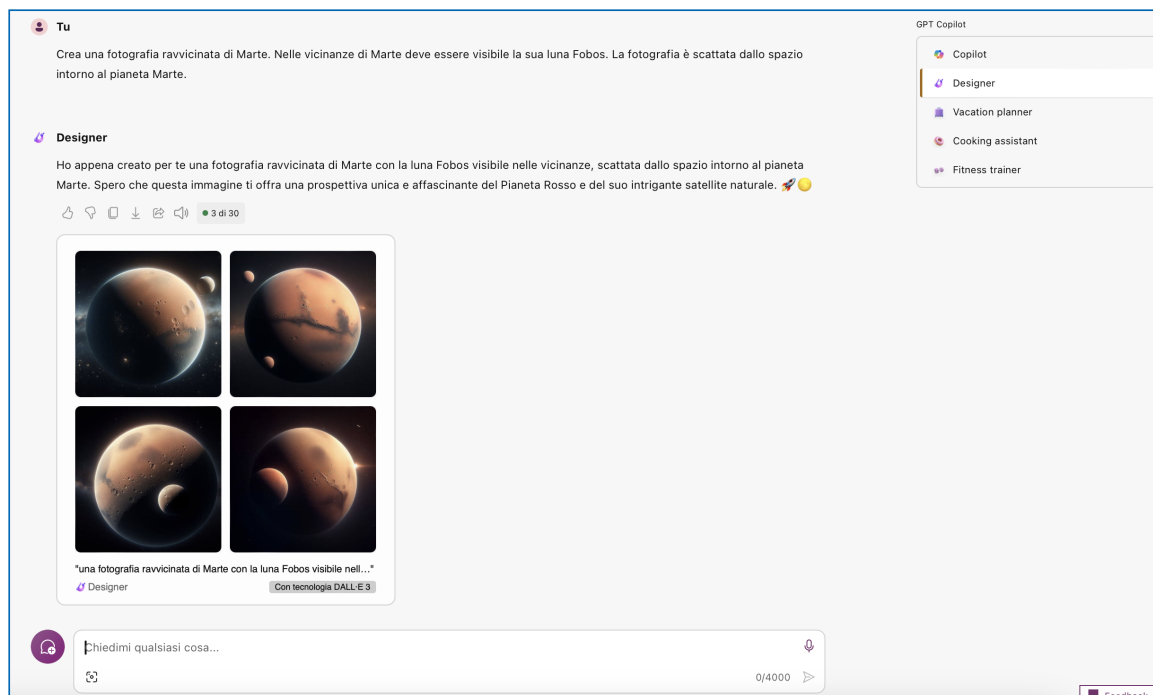 Tu
Crea una fotografia ravvicinata di Marte. Nelle vicinanze di Marte deve essere visibile la sua luna Fobos. La fotografia è scattata dallo spazio
intorno al pianeta Marte.
Designer
Ho appena creato per te una fotografia ravvicinata di Marte con la luna Fobos visibile nelle vicinanze, scattata dallo spazio intorno al pianeta
Marte. Spero che questa immagine ti offra una prospettiva unica e affascinante del Pianeta Rosso e del suo intrigante satellite naturale. 🚀🌕
3 di 30
"una fotografia ravvicinata di Marte con la luna Fobos visibile nell..."
Designer
Con tecnologia DALL·E 3
Chiedimi qualsiasi cosa...
0/4000
GPT Copilot
Copilot
Designer
Vacation planner
Cooking assistant
Fitness trainer
Feedback